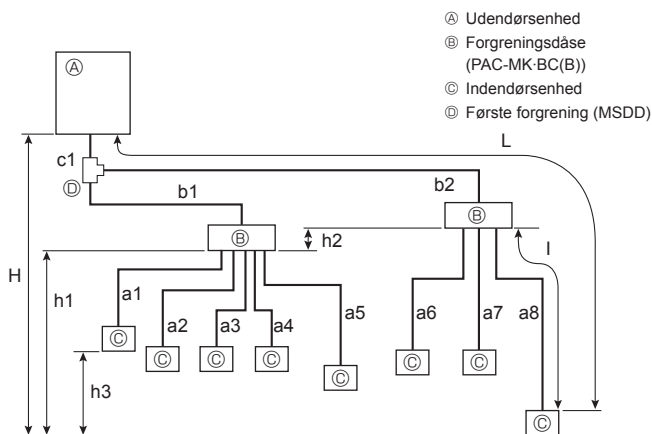 Ⓐ Udendørsenhed
Ⓑ Forgreningsdåse
(PAC-MK·BC(B))
Ⓒ Indendørsenhed
Ⓓ Første forgrening (MSDD)
Ⓐ
L
c1
Ⓓ
b1
b2
Ⓑ
Ⓑ
h2
H
h1
l
a1
a2
a3
a4
a5
a6
a7
a8
Ⓒ
Ⓒ
Ⓒ
Ⓒ
Ⓒ
Ⓒ
Ⓒ
h3
Ⓒ